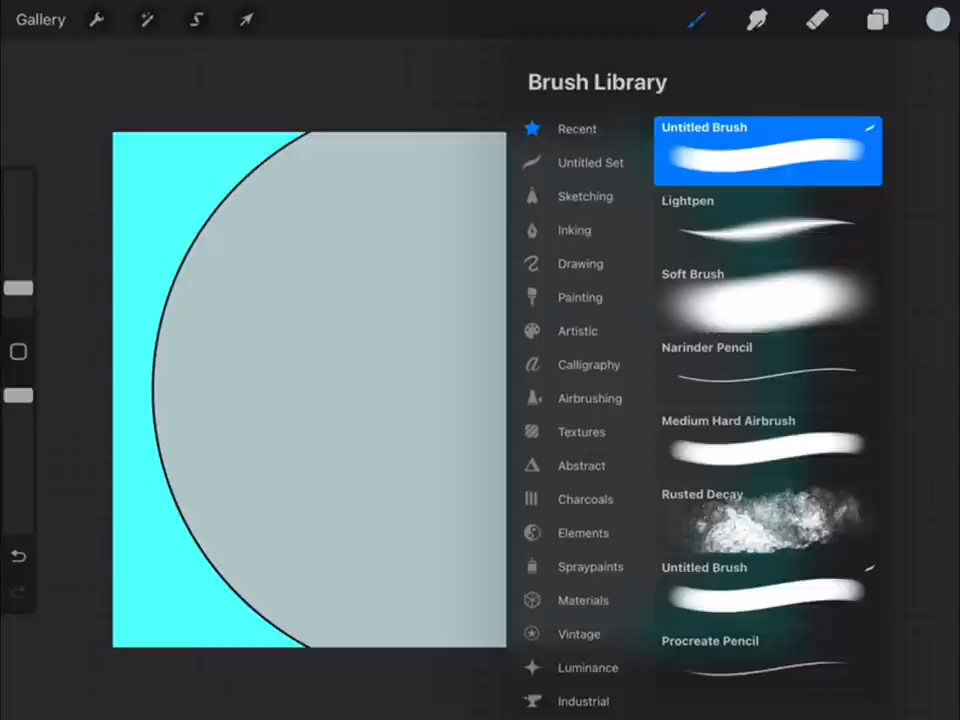 Gallery
Brush Library
Recent
Untitled Set
Sketching
Inking
Drawing
Painting
Artistic
Calligraphy
Airbrushing
Textures
Abstract
Charcoals
Elements
Spraypaints
Materials
Vintage
Luminance
Industrial
Untitled Brush
Lightpen
Soft Brush
Narinder Pencil
Medium Hard Airbrush
Rusted Decay
Untitled Brush
Procreate Pencil